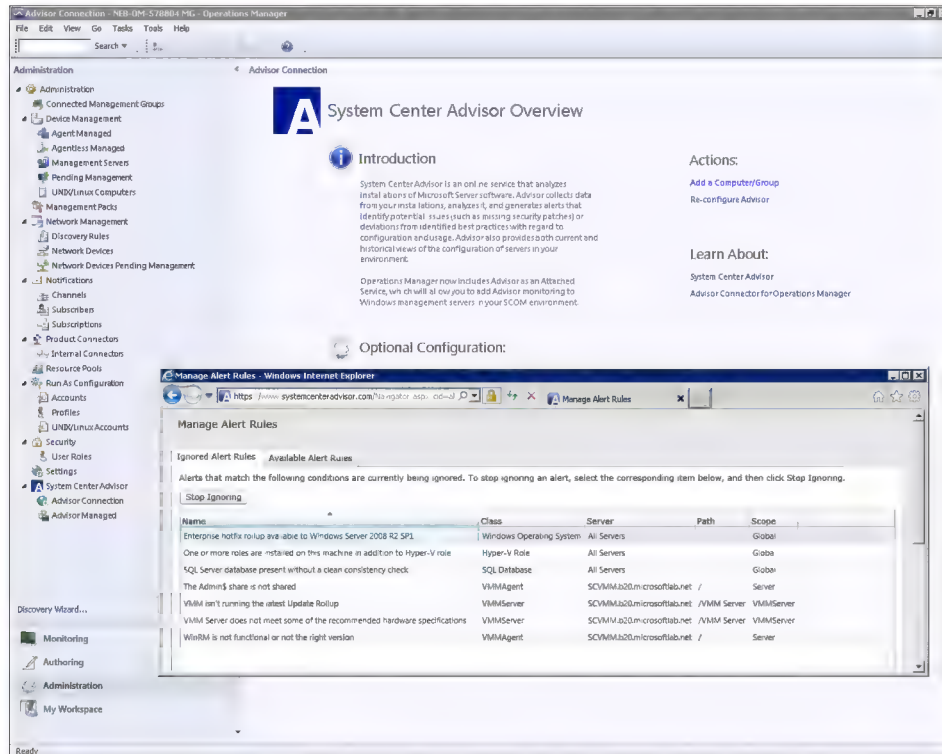 Advisor Connection - NEB-OM-578804 MG - Operations Manager
File Edit View Go Tasks Tools Help
Search
Administration
Administration
Connected Management Groups
Device Management
Agent Managed
Agentless Managed
Management Servers
Pending Management
UNIX/Linux Computers
Management Packs
Network Management
Discovery Rules
Network Devices
Network Devices Pending Management
Notifications
Channels
Subscribers
Subscriptions
Product Connectors
Internal Connectors
Resource Pools
Run As Configuration
Accounts
Profiles
UNIX/Linux Accounts
Security
User Roles
Settings
System Center Advisor
Advisor Connection
Advisor Managed
Discovery Wizard...
Monitoring
Authoring
Administration
My Workspace
Ready
Advisor Connection
A
System Center Advisor Overview
Introduction
System Center Advisor is an online service that analyzes
installations of Microsoft Server software. Advisor collects data
from your installations, analyzes it, and generates alerts that
identify potential issues (such as missing security patches) or
deviations from identified best practices with regard to
configuration and usage. Advisor also provides both current and
historical views of the configuration of servers in your
environment.
Operations Manager now includes Advisor as an Attached
Service, which will allow you to add Advisor monitoring to
Windows management servers in your SCOM environment.
Optional Configuration:
Actions:
Add a Computer/Group
Re-configure Advisor
Learn About:
System Center Advisor
Advisor Connector for Operations Manager
Manage Alert Rules - Windows Internet Explorer
https www.systemcenteradvisor.com/Navigator.asp Manage Alert Rules
Manage Alert Rules
Ignored Alert Rules Available Alert Rules
Alerts that match the following conditions are currently being ignored. To stop ignoring an alert, select the corresponding item below, and then click Stop Ignoring.
Stop Ignoring
Name Class Server Path Scope
Enterprise hotfix rollup available to Windows Server 2008 R2 SP1 Windows Operating System All Servers Global
One or more roles are installed on this machine in addition to Hyper-V role Hyper-V Role All Servers Global
SQL Server database present without a clean consistency check SQL Database All Servers Global
The Admin$ share is not shared VMMAgent SCVMM.b20.microsoftlab.net / Server
VMM isn't running the latest Update Rollup VMMServer SCVMM.b20.microsoftlab.net /VMM Server VMMServer
VMM Server does not meet some of the recommended hardware specifications VMMServer SCVMM.b20.microsoftlab.net /VMM Server VMMServer
WinRM is not functional or not the right version VMMAgent SCVMM.b20.microsoftlab.net / Server